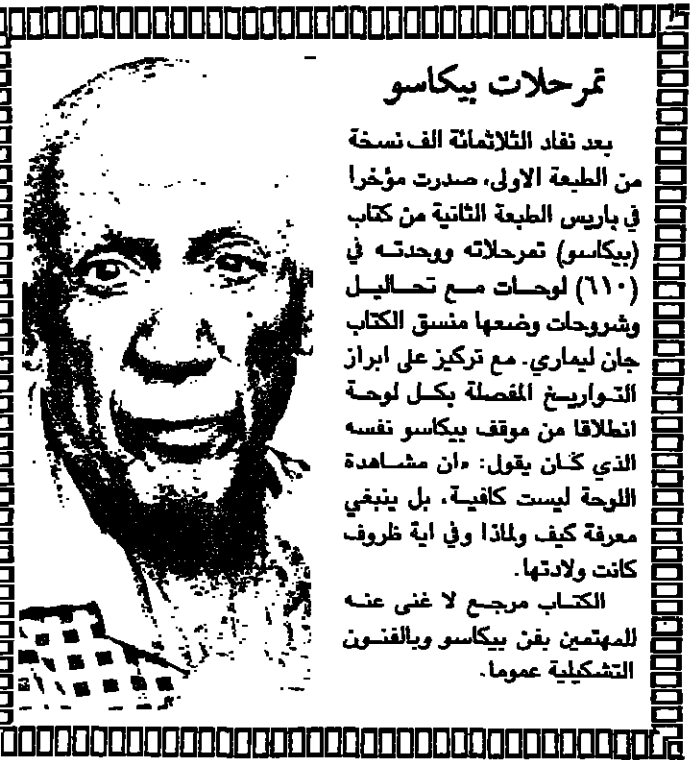 تمرحلات بيكاسو
بعد نفاد الثلاثمائة الف نسخة
من الطبعة الاولى، صدرت مؤخرا
في باريس الطبعة الثانية من كتاب
(بيكاسو) تمرحلاته ووحدته في
(٦١٠) لوحات مع تحاليل
وشروحات وضعها منسق الكتاب
جان ليماري. مع تركيز على ابراز
التواريخ المفصلة بكل لوحة
انطلاقا من موقف بيكاسو نفسه
الذي كان يقول: «ان مشاهدة
اللوحة ليست كافية، بل ينبغي
معرفة كيف ولماذا وفي اية ظروف
كانت ولادتها.
الكتاب مرجع لا غنى عنه
للمهتمين بفن بيكاسو وبالفنون
التشكيلية عموما.